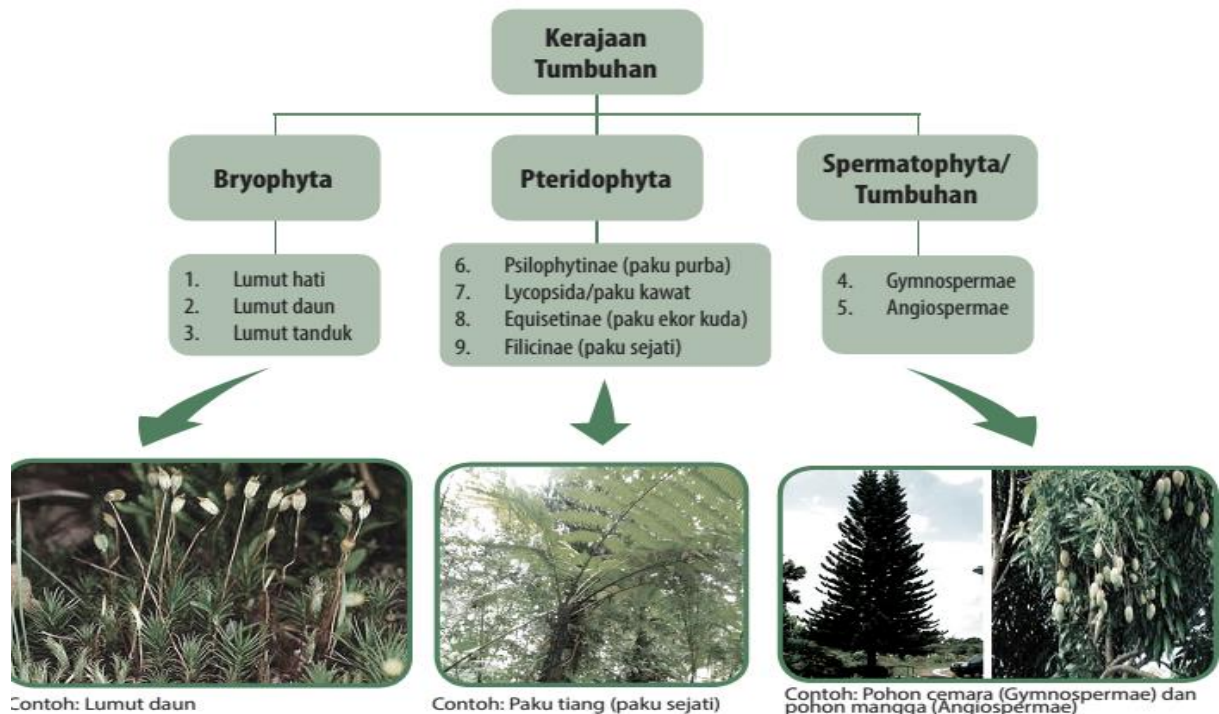 Kerajaan
Tumbuhan
Bryophyta
Pteridophyta
Spermatophyta/
Tumbuhan
1. Lumut hati
2. Lumut daun
3. Lumut tanduk
6. Psilophytinae (paku purba)
7. Lycopsida/paku kawat
8. Equisetinae (paku ekor kuda)
9. Filicinae (paku sejati)
4. Gymnospermae
5. Angiospermae
Contoh: Lumut daun
Contoh: Paku tiang (paku sejati)
Contoh: Pohon cemara (Gymnospermae) dan
pohon mangga (Angiospermae)